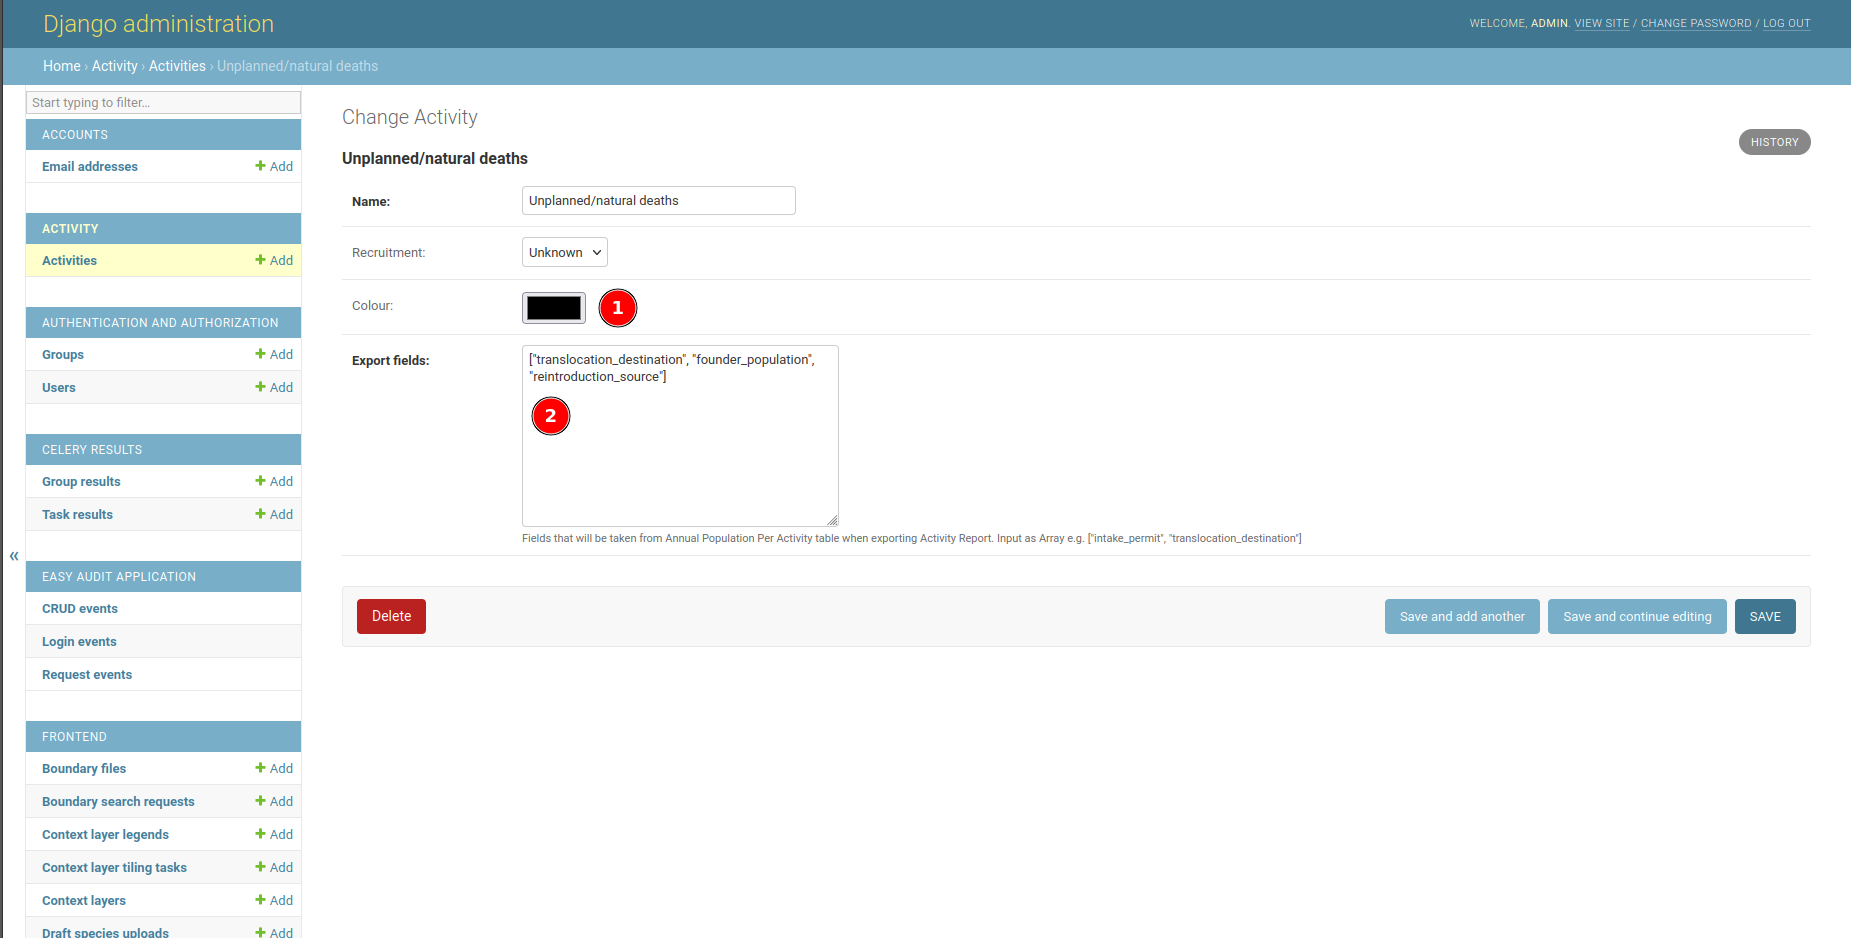 Django administration
WELCOME, ADMIN. VIEW SITE / CHANGE PASSWORD / LOG OUT
Home › Activity › Activities › Unplanned/natural deaths
Start typing to filter...
ACCOUNTS
Email addresses + Add
ACTIVITY
Activities + Add
AUTHENTICATION AND AUTHORIZATION
Groups + Add
Users + Add
CELERY RESULTS
Group results + Add
Task results + Add
EASY AUDIT APPLICATION
CRUD events
Login events
Request events
FRONTEND
Boundary files + Add
Boundary search requests + Add
Context layer legends + Add
Context layer tiling tasks + Add
Context layers + Add
Draft species uploads + Add
«
Change Activity
HISTORY
Unplanned/natural deaths
Name: Unplanned/natural deaths
Recruitment: Unknown
Colour: 1
Export fields: ["translocation_destination", "founder_population",
"reintroduction_source"]
2
Fields that will be taken from Annual Population Per Activity table when exporting Activity Report. Input as Array e.g. ["intake_permit", "translocation_destination"]
Delete Save and add another Save and continue editing SAVE